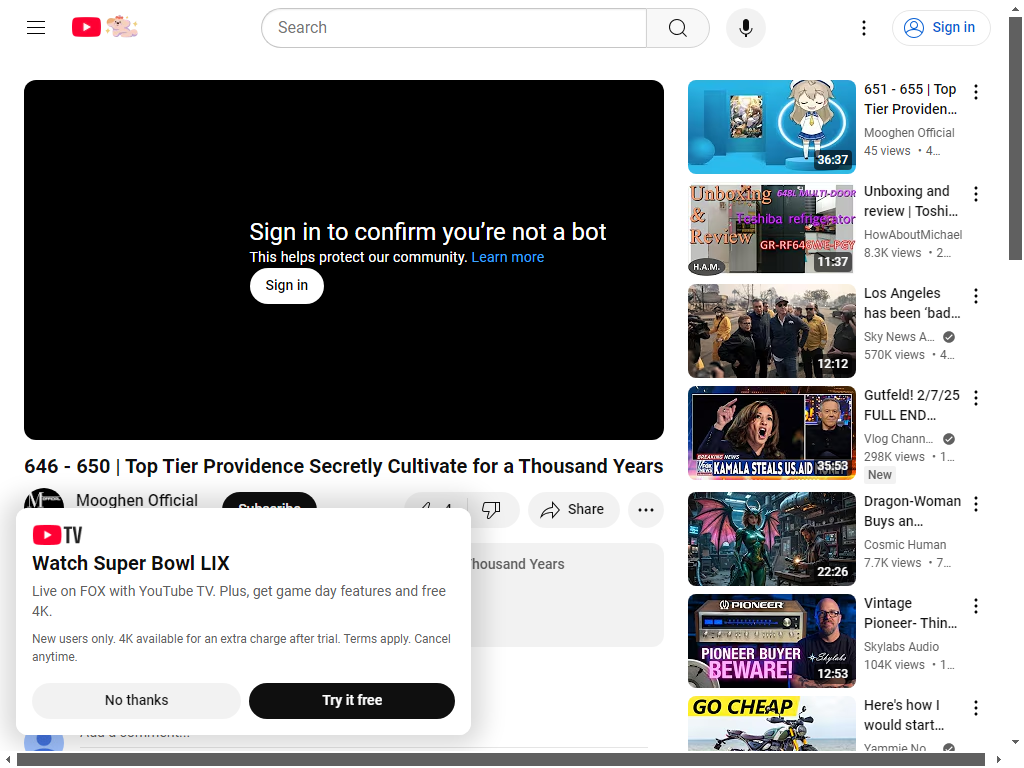 Search
Sign in
Sign in to confirm you're not a bot
This helps protect our community. Learn more
Sign in
646 - 650 | Top Tier Providence Secretly Cultivate for a Thousand Years
Mooghen Official
Subscribe
4
Share
Thousand Years
TV
Watch Super Bowl LIX
Live on FOX with YouTube TV. Plus, get game day features and free
4K.
New users only. 4K available for an extra charge after trial. Terms apply. Cancel
anytime.
No thanks
Try it free
Add a comment...
36:37
651 - 655 | Top
Tier Providen...
Mooghen Official
45 views • 4...
Unboxing
648L MULTI-DOOR
&
Toshiba refrigerator
Review
GR-RF646WE-PGY
H.A.M.
11:37
Unboxing and
review | Toshi...
HowAboutMichael
8.3K views • 2...
12:12
Los Angeles
has been 'bad...
Sky News A...
570K views • 4...
BREAKING NEWS
KAMALA STEALS US.AID MONEY
35:53
Gutfeld! 2/7/25
FULL END...
Vlog Chann...
298K views • 1...
New
22:26
Dragon-Woman
Buys an...
Cosmic Human
7.7K views • 7...
PIONEER
PIONEER BUYER
BEWARE!
Skylabs
12:53
Vintage
Pioneer- Thin...
Skylabs Audio
104K views • 1...
GO CHEAP
Here's how I
would start...
Yammie No...